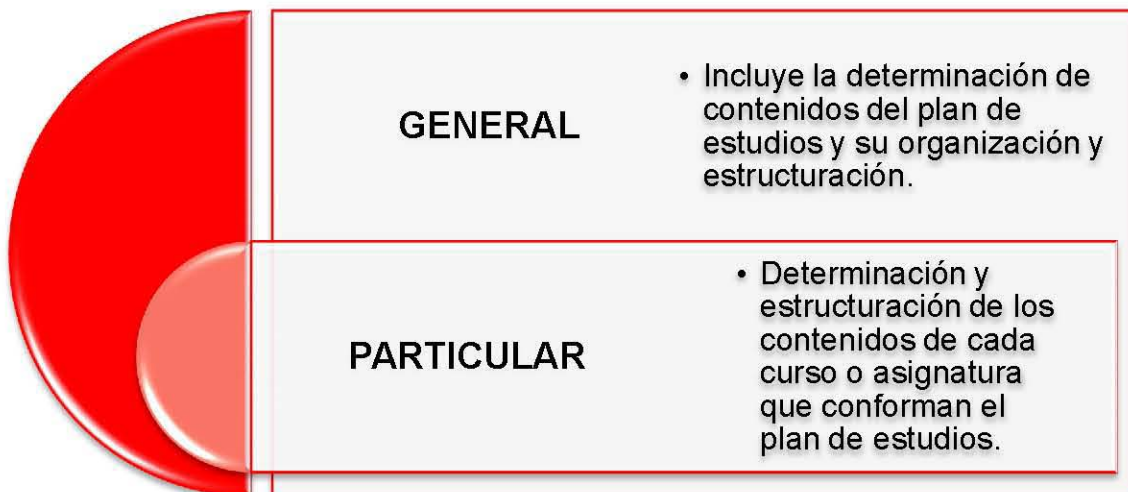 GENERAL
• Incluye la determinación de
contenidos del plan de
estudios y su organización y
estructuración.
PARTICULAR
• Determinación y
estructuración de los
contenidos de cada
curso o asignatura
que conforman el
plan de estudios.